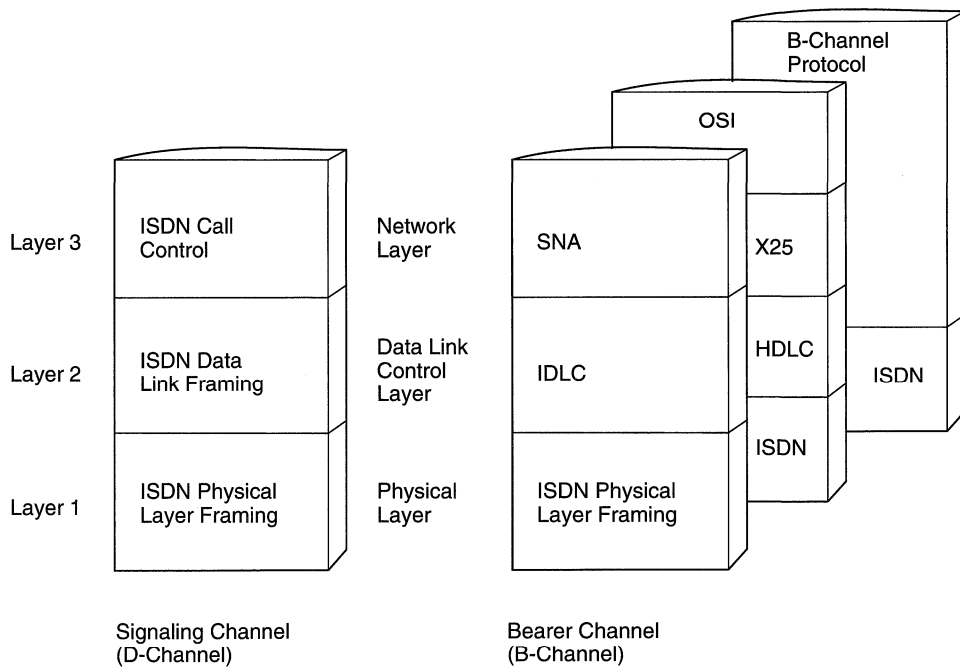 B-Channel
Protocol
OSI
Layer 3
ISDN Call
Control
Network
Layer
SNA
X25
Layer 2
ISDN Data
Link Framing
Data Link
Control
Layer
IDLC
HDLC
ISDN
Layer 1
ISDN Physical
Layer Framing
Physical
Layer
ISDN Physical
Layer Framing
ISDN
Signaling Channel
(D-Channel)
Bearer Channel
(B-Channel)